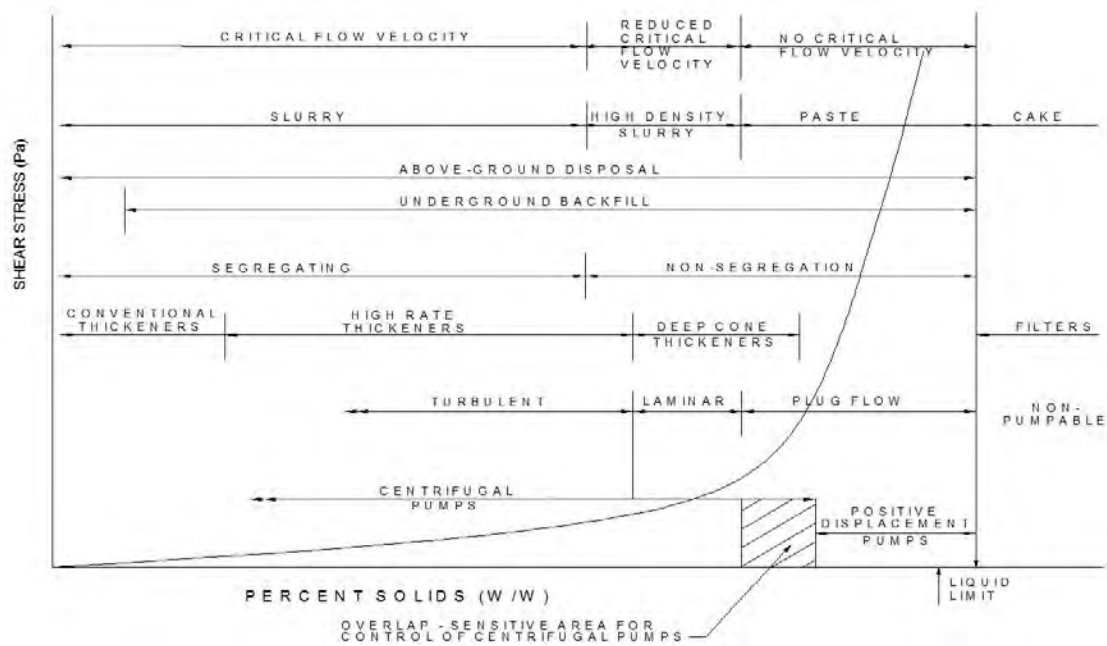 REDUCED
CRITICAL FLOW VELOCITY CRITICAL NO CRITICAL
FLOW FLOW VELOCITY
VELOCITY
SLURRY HIGH DENSITY PASTE CAKE
SLURRY
ABOVE-GROUND DISPOSAL
UNDERGROUND BACKFILL
SHEAR STRESS (Pa)
SEGREGATING NON-SEGREGATION
CONVENTIONAL HIGH RATE DEEP CONE FILTERS
THICKENERS THICKENERS THICKENERS
TURBULENT LAMINAR PLUG FLOW NON-
PUMPABLE
CENTRIFUGAL
PUMPS
POSITIVE
DISPLACEMENT
PUMPS
PERCENT SOLIDS (W/W)
LIQUID
LIMIT
OVERLAP - SENSITIVE AREA FOR
CONTROL OF CENTRIFUGAL PUMPS